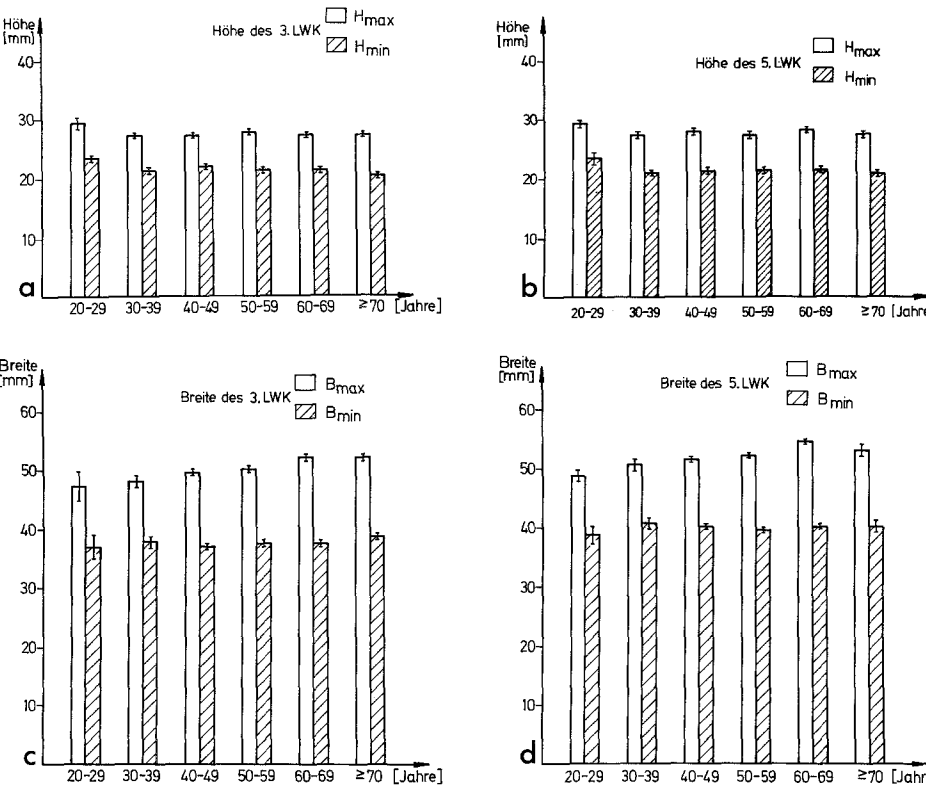 Höhe
[mm]
Höhe des 3. LWK
Hmax
Hmin
40
30
20
10
a
20-29 30-39 40-49 50-59 60-69 ≥70 [Jahre]
Höhe
[mm]
Höhe des 5. LWK
Hmax
Hmin
40
30
20
10
b
20-29 30-39 40-49 50-59 60-69 ≥70 [Jahre
Breite
[mm]
Breite des 3. LWK
Bmax
Bmin
60
50
40
30
20
10
c
20-29 30-39 40-49 50-59 60-69 ≥70 [Jahre]
Breite
[mm]
Breite des 5. LWK
Bmax
Bmin
60
50
40
30
20
10
d
20-29 30-39 40-49 50-59 60-69 ≥70 [Jahr